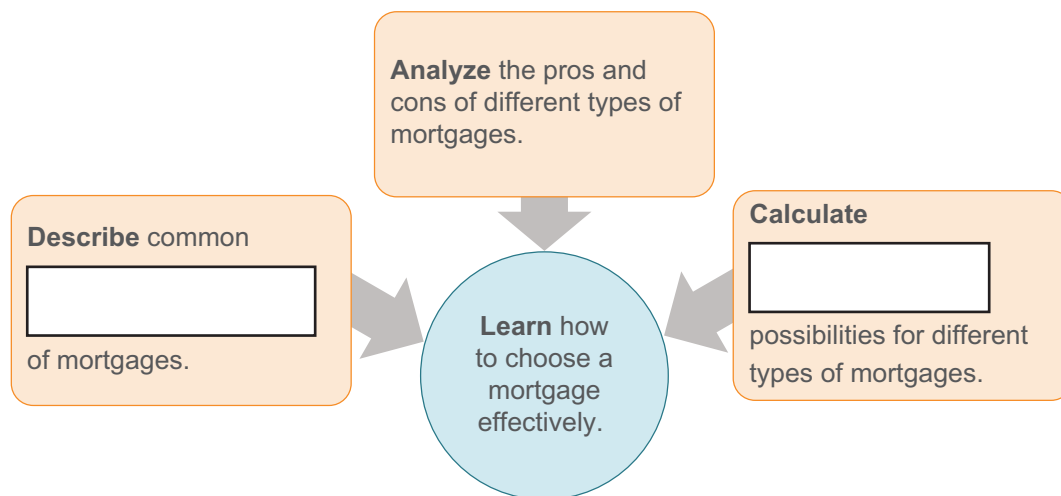 Analyze the pros and
cons of different types of
mortgages.
Describe common
of mortgages.
Calculate
possibilities for different
types of mortgages.
Learn how
to choose a
mortgage
effectively.